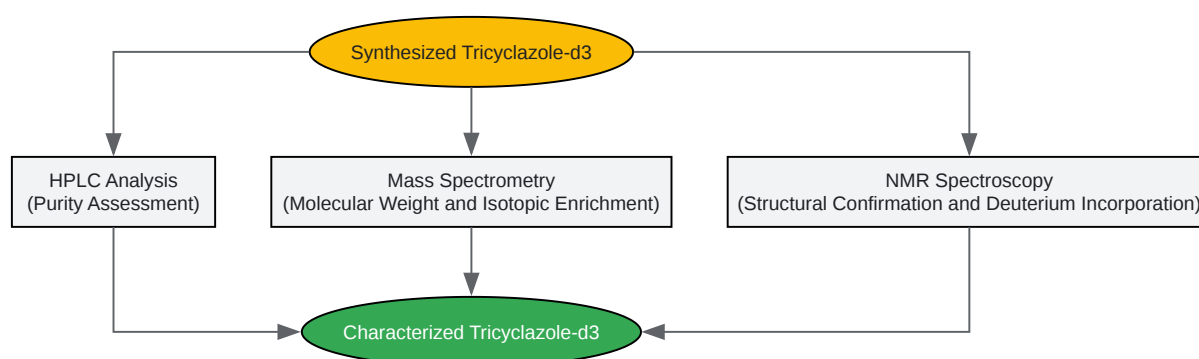 Synthesized Tricyclazole-d3
HPLC Analysis
(Purity Assessment)
Mass Spectrometry
(Molecular Weight and Isotopic Enrichment)
NMR Spectroscopy
(Structural Confirmation and Deuterium Incorporation)
Characterized Tricyclazole-d3